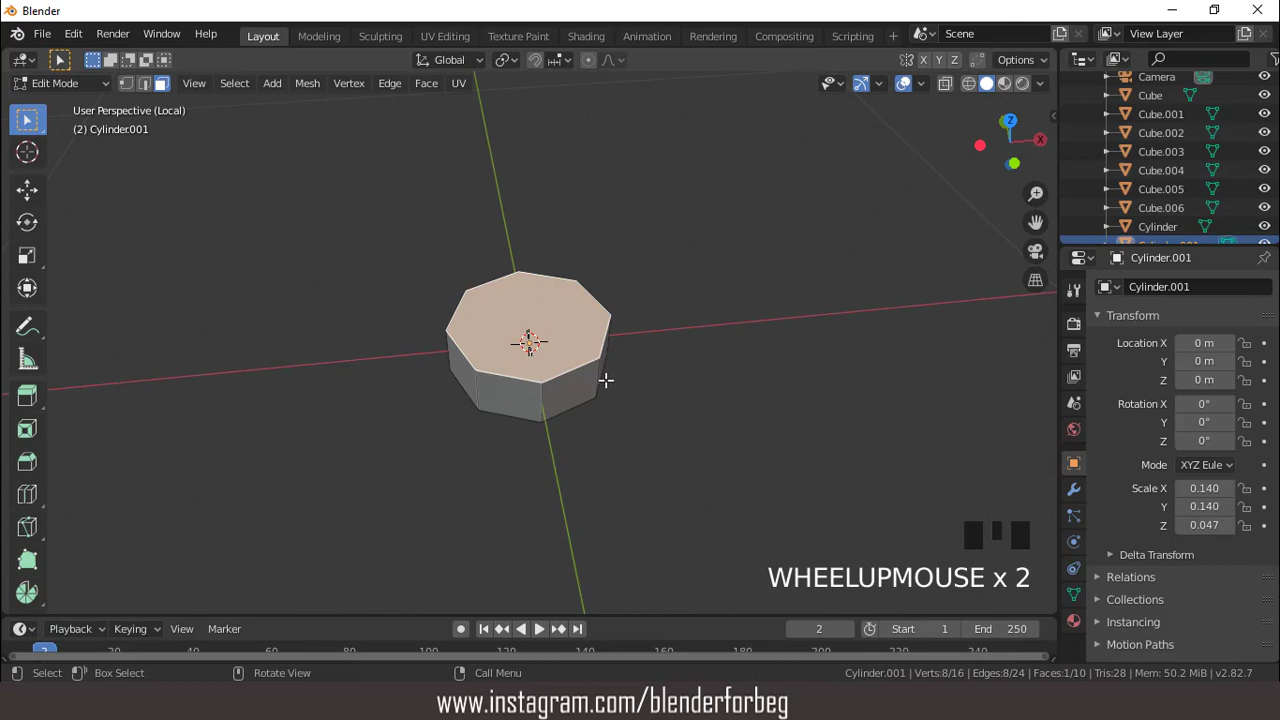 Blender
File Edit Render Window Help Layout Modeling Sculpting UV Editing Texture Paint Shading Animation Rendering Compositing Scripting + Scene View Layer
Global X Y Z Options
Edit Mode View Select Add Mesh Vertex Edge Face UV
User Perspective (Local)
(2) Cylinder.001
Z
X
Camera
Cube
Cube.001
Cube.002
Cube.003
Cube.004
Cube.005
Cube.006
Cylinder
Cylinder.001
Cylinder.001
Cylinder.001
Transform
Location X 0 m
Y 0 m
Z 0 m
Rotation X 0°
Y 0°
Z 0°
Mode XYZ Eule
Scale X 0.140
Y 0.140
Z 0.047
Delta Transform
Relations
Collections
Instancing
Motion Paths
WHEELUPMOUSE x 2
Playback Keying View Marker 2 Start 1 End 250
2 20 40 60 80 100 120 140 160 180 200 220 240
Select Box Select Rotate View Call Menu Cylinder.001 | Verts:8/16 | Edges:8/24 | Faces:1/10 | Tris:28 | Mem: 50.2 MiB | v2.82.7
www.instagram.com/blenderforbeg